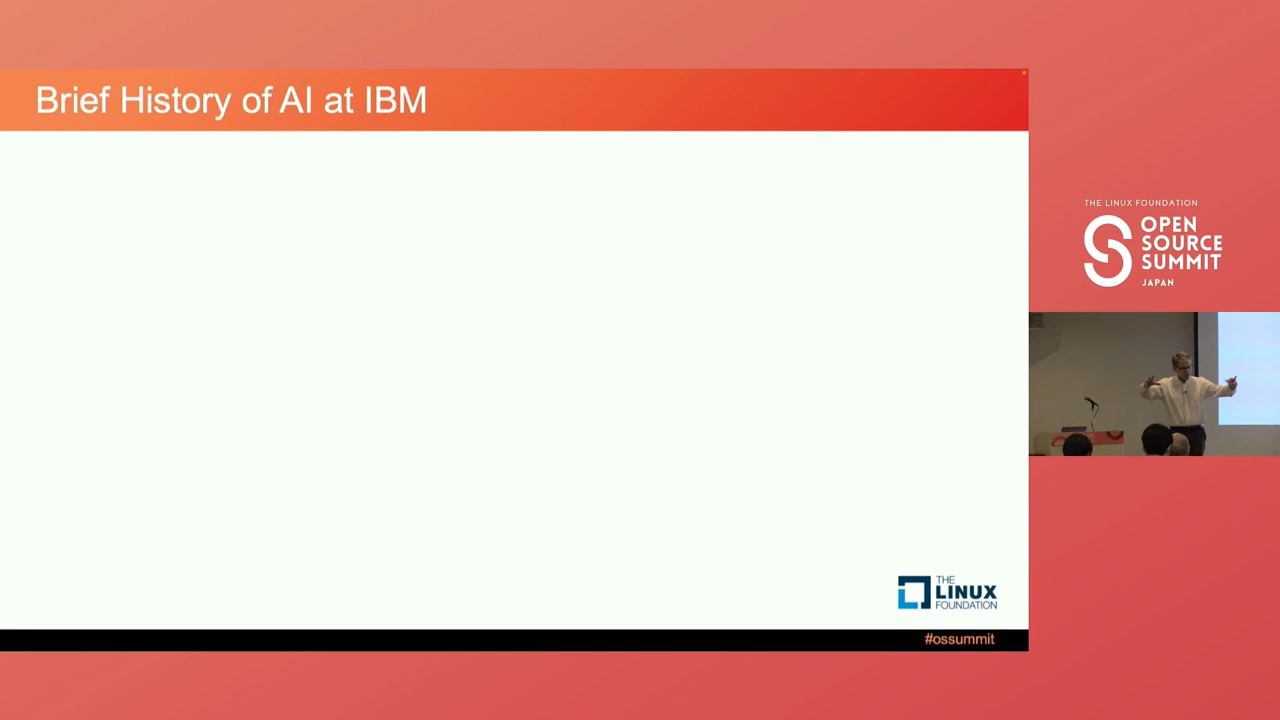 Brief History of AI at IBM
THE LINUX FOUNDATION
OPEN
SOURCE
SUMMIT
JAPAN
THE
LINUX
FOUNDATION
#ossummit